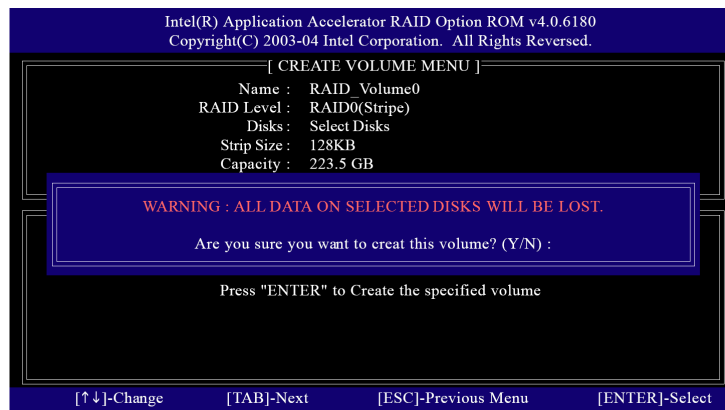 Intel(R) Application Accelerator RAID Option ROM v4.0.6180
Copyright(C) 2003-04 Intel Corporation. All Rights Reversed.
[ CREATE VOLUME MENU ]
Name : RAID_Volume0
RAID Level : RAID0(Stripe)
Disks : Select Disks
Strip Size : 128KB
Capacity : 223.5 GB
WARNING : ALL DATA ON SELECTED DISKS WILL BE LOST.
Are you sure you want to creat this volume? (Y/N) :
Press "ENTER" to Create the specified volume
[↑↓]-Change [TAB]-Next [ESC]-Previous Menu [ENTER]-Select